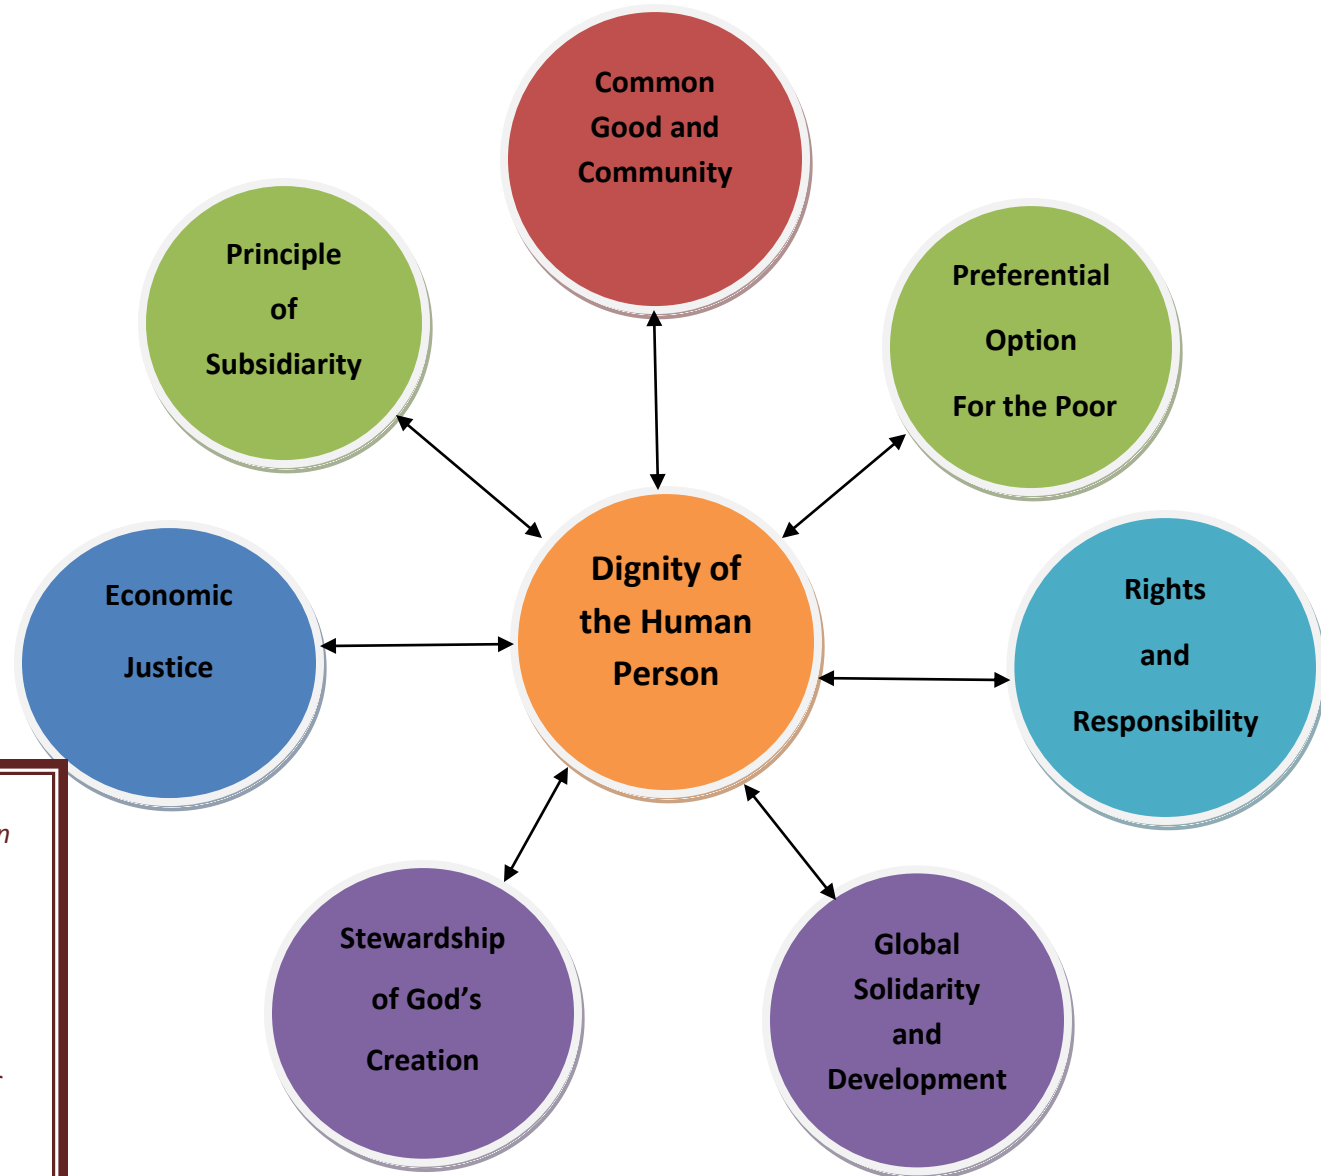 Common
Good and
Community
Principle
of
Subsidiarity
Preferential
Option
For the Poor
Economic
Justice
Dignity of
the Human
Person
Rights
and
Responsibility
Stewardship
of God’s
Creation
Global
Solidarity
and
Development